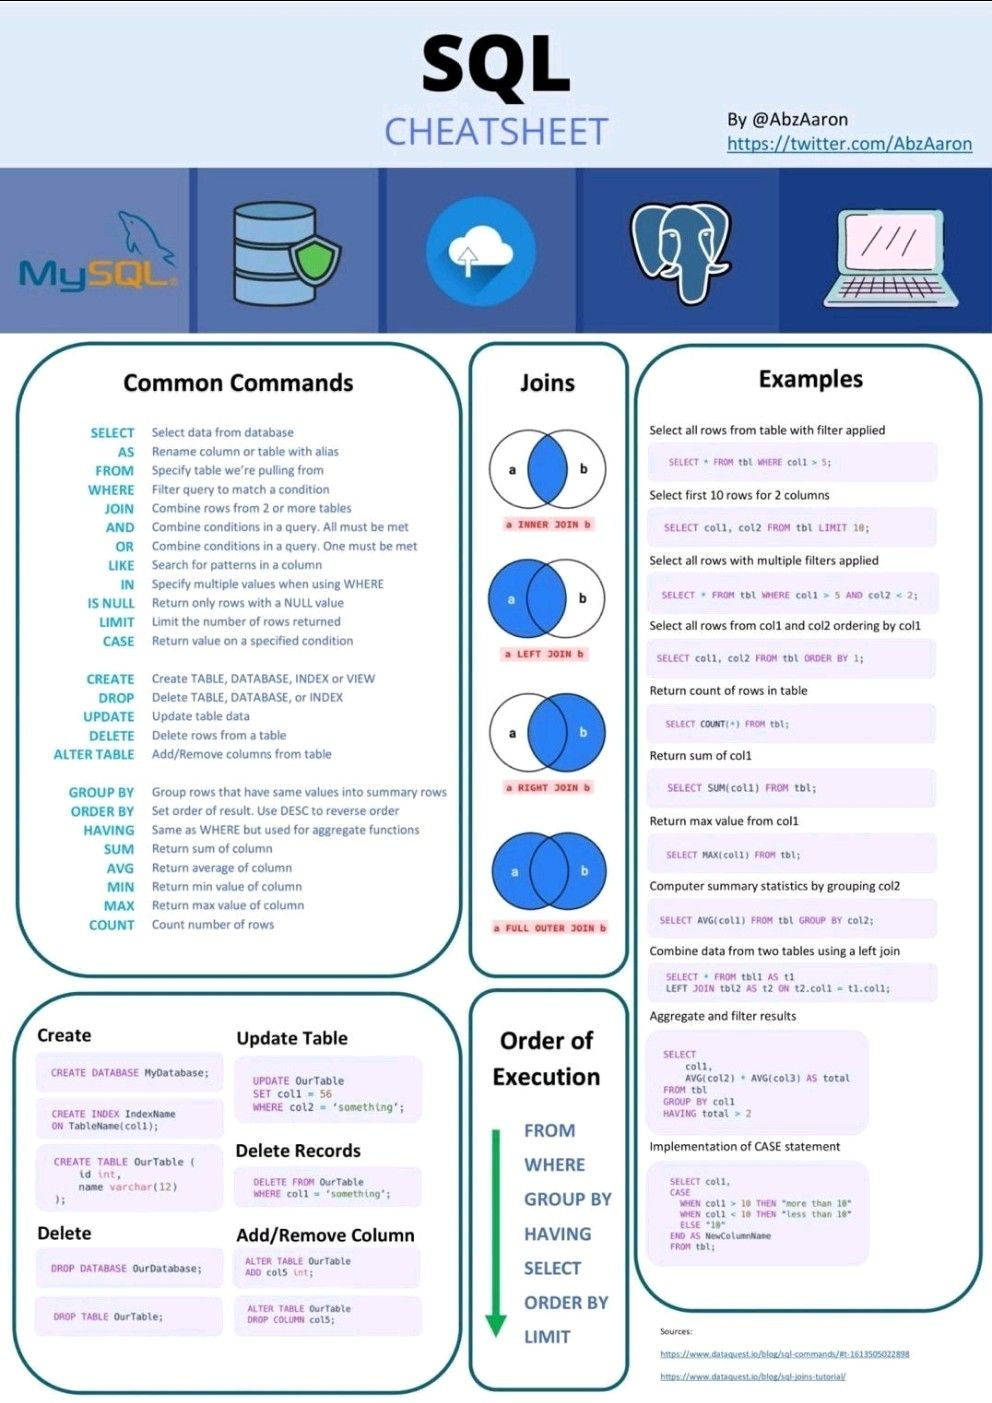 SQL
CHEATSHEET
By @AbzAaron
https://twitter.com/AbzAaron
MySQL
Common Commands
SELECT Select data from database
AS Rename column or table with alias
FROM Specify table we're pulling from
WHERE Filter query to match a condition
JOIN Combine rows from 2 or more tables
AND Combine conditions in a query. All must be met
OR Combine conditions in a query. One must be met
LIKE Search for patterns in a column
IN Specify multiple values when using WHERE
IS NULL Return only rows with a NULL value
LIMIT Limit the number of rows returned
CASE Return value on a specified condition
CREATE Create TABLE, DATABASE, INDEX or VIEW
DROP Delete TABLE, DATABASE, or INDEX
UPDATE Update table data
DELETE Delete rows from a table
ALTER TABLE Add/Remove columns from table
GROUP BY Group rows that have same values into summary rows
ORDER BY Set order of result. Use DESC to reverse order
HAVING Same as WHERE but used for aggregate functions
SUM Return sum of column
AVG Return average of column
MIN Return min value of column
MAX Return max value of column
COUNT Count number of rows
Joins
a b
a INNER JOIN b
a b
a LEFT JOIN b
a b
a RIGHT JOIN b
a b
a FULL OUTER JOIN b
Examples
Select all rows from table with filter applied
SELECT * FROM tbl WHERE col1 > 5;
Select first 10 rows for 2 columns
SELECT col1, col2 FROM tbl LIMIT 10;
Select all rows with multiple filters applied
SELECT * FROM tbl WHERE col1 > 5 AND col2 < 2;
Select all rows from col1 and col2 ordering by col1
SELECT col1, col2 FROM tbl ORDER BY 1;
Return count of rows in table
SELECT COUNT(*) FROM tbl;
Return sum of col1
SELECT SUM(col1) FROM tbl;
Return max value from col1
SELECT MAX(col1) FROM tbl;
Computer summary statistics by grouping col2
SELECT AVG(col1) FROM tbl GROUP BY col2;
Combine data from two tables using a left join
SELECT * FROM tbl1 AS t1
LEFT JOIN tbl2 AS t2 ON t2.col1 = t1.col1;
Aggregate and filter results
SELECT
col1,
AVG(col2) * AVG(col3) AS total
FROM tbl
GROUP BY col1
HAVING total > 2
Implementation of CASE statement
SELECT col1,
CASE
WHEN col1 > 10 THEN "more than 10"
WHEN col1 < 10 THEN "less than 10"
ELSE "10"
END AS NewColumnName
FROM tbl;
Create
CREATE DATABASE MyDatabase;
CREATE INDEX IndexName
ON TableName(col1);
CREATE TABLE OurTable (
id int,
name varchar(12)
);
Delete
DROP DATABASE OurDatabase;
DROP TABLE OurTable;
Update Table
UPDATE OurTable
SET col1 = 56
WHERE col2 = ‘something’;
Delete Records
DELETE FROM OurTable
WHERE col1 = ‘something’;
Add/Remove Column
ALTER TABLE OurTable
ADD col5 int;
ALTER TABLE OurTable
DROP COLUMN col5;
Order of
Execution
FROM
WHERE
GROUP BY
HAVING
SELECT
ORDER BY
LIMIT
Sources:
https://www.dataquest.io/blog/sql-commands/#t-1613505022898
https://www.dataquest.io/blog/sql-joins-tutorial/